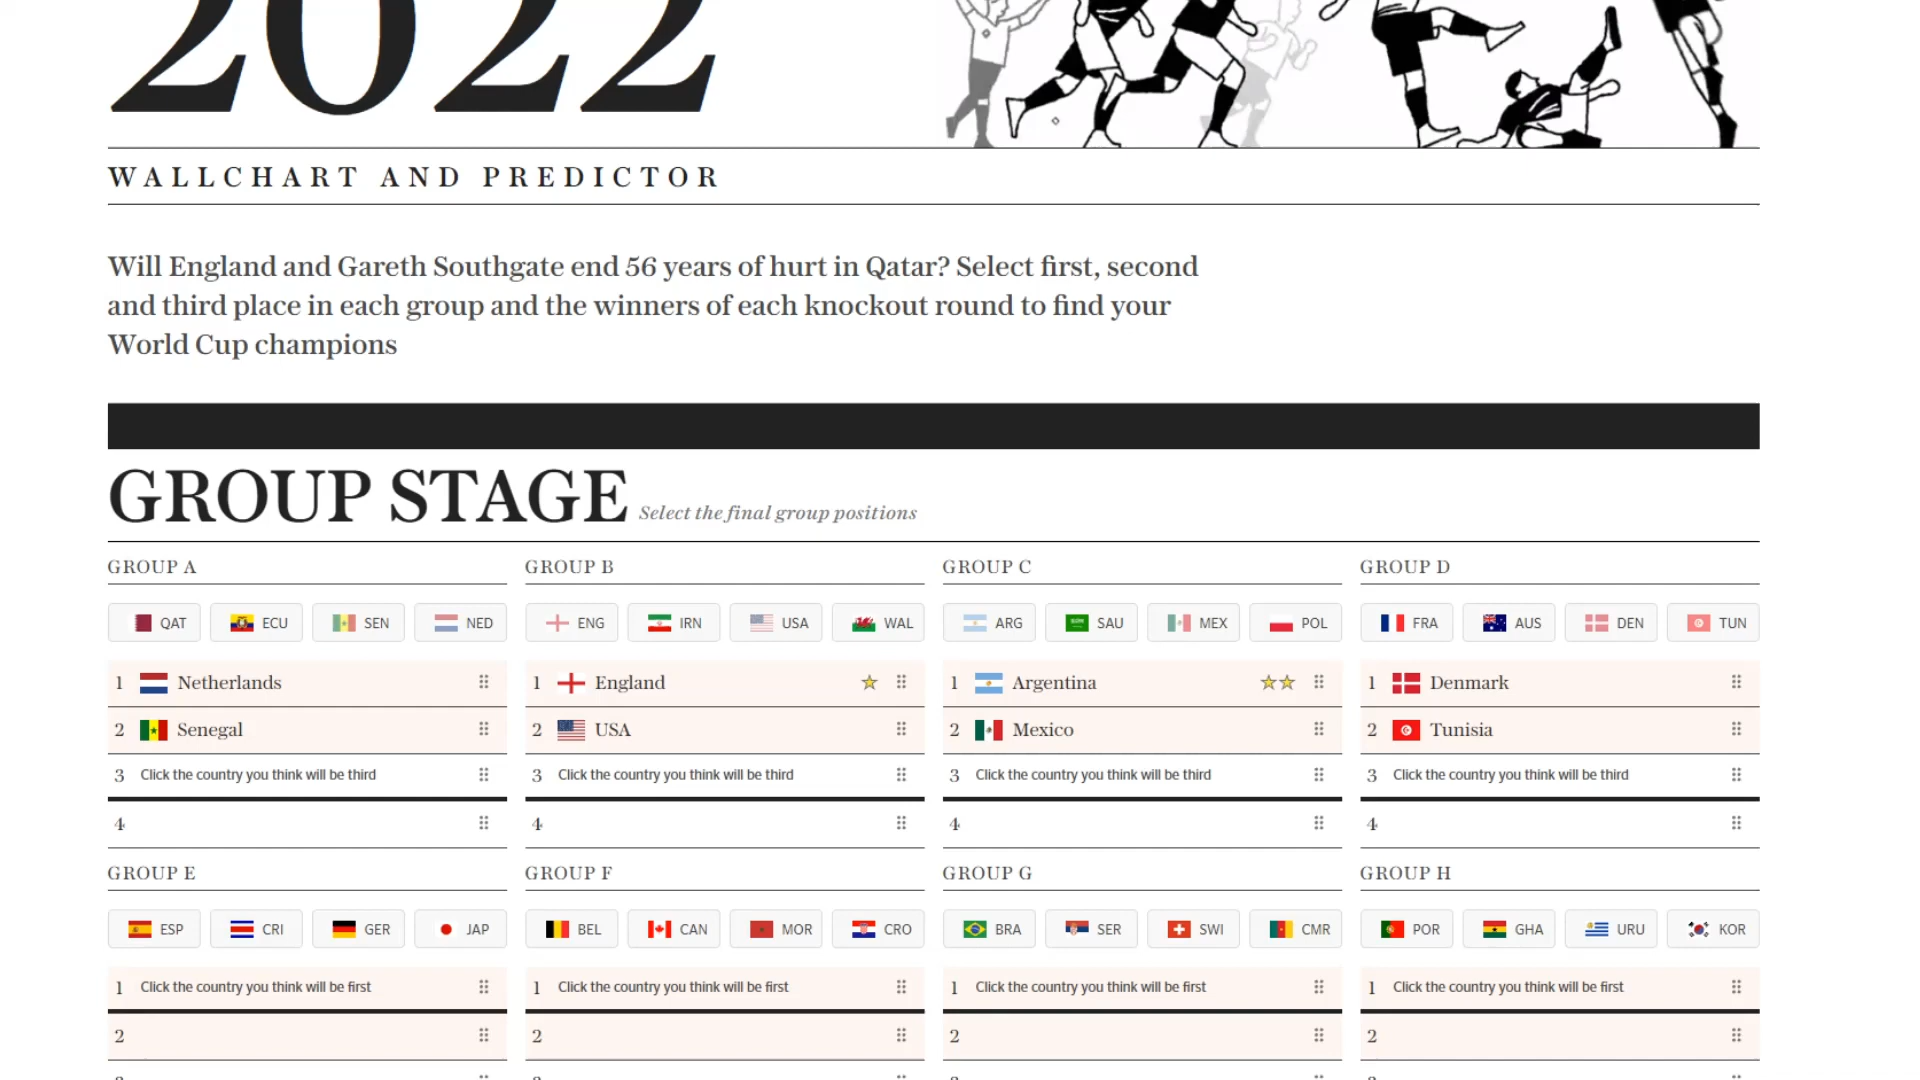 2022
WALLCHART AND PREDICTOR
Will England and Gareth Southgate end 56 years of hurt in Qatar? Select first, second
and third place in each group and the winners of each knockout round to find your
World Cup champions
GROUP STAGE Select the final group positions
GROUP A
QAT ECU SEN NED
1 Netherlands
2 Senegal
3 Click the country you think will be third
4
GROUP B
ENG IRN USA WAL
1 England
2 USA
3 Click the country you think will be third
4
GROUP C
ARG SAU MEX POL
1 Argentina
2 Mexico
3 Click the country you think will be third
4
GROUP D
FRA AUS DEN TUN
1 Denmark
2 Tunisia
3 Click the country you think will be third
4
GROUP E
ESP CRI GER JAP
1 Click the country you think will be first
2
GROUP F
BEL CAN MOR CRO
1 Click the country you think will be first
2
GROUP G
BRA SER SWI CMR
1 Click the country you think will be first
2
GROUP H
POR GHA URU KOR
1 Click the country you think will be first
2